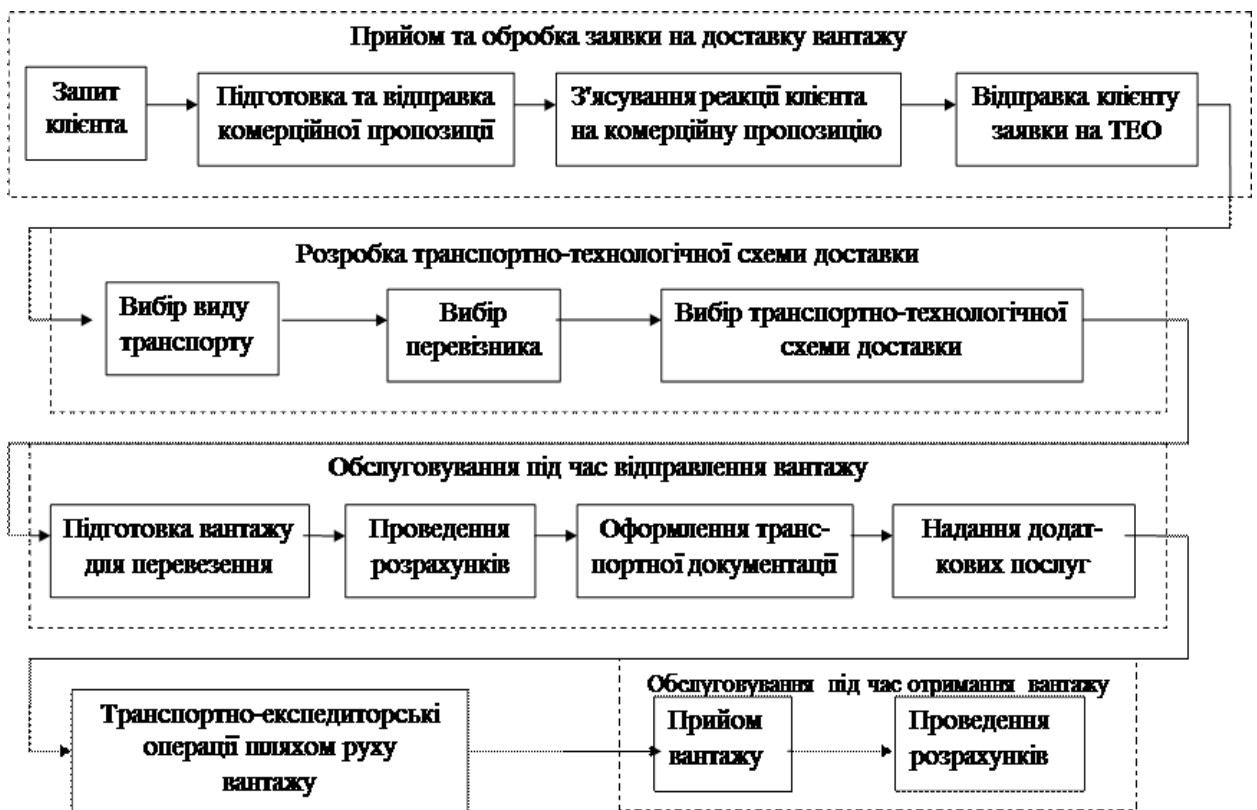 Прийом та обробка заявки на доставку вантажу
Запит
клієнта
Підготовка та відправка
комерційної пропозиції
З'ясування реакції клієнта
на комерційну пропозицію
Відправка клієнту
заявки на ТЕО
Розробка транспортно-технологічної схеми доставки
Вибір виду
транспорту
Вибір
перевізника
Вибір транспортно-технологічної
схеми доставки
Обслуговування під час відправлення вантажу
Підготовка вантажу
для перевезення
Проведення
розрахунків
Оформлення транс-
портної документації
Надання додат-
кових послуг
Транспортно-експедиторські
операції шляхом руху
вантажу
Обслуговування під час отримання вантажу
Прийом
вантажу
Проведення
розрахунків